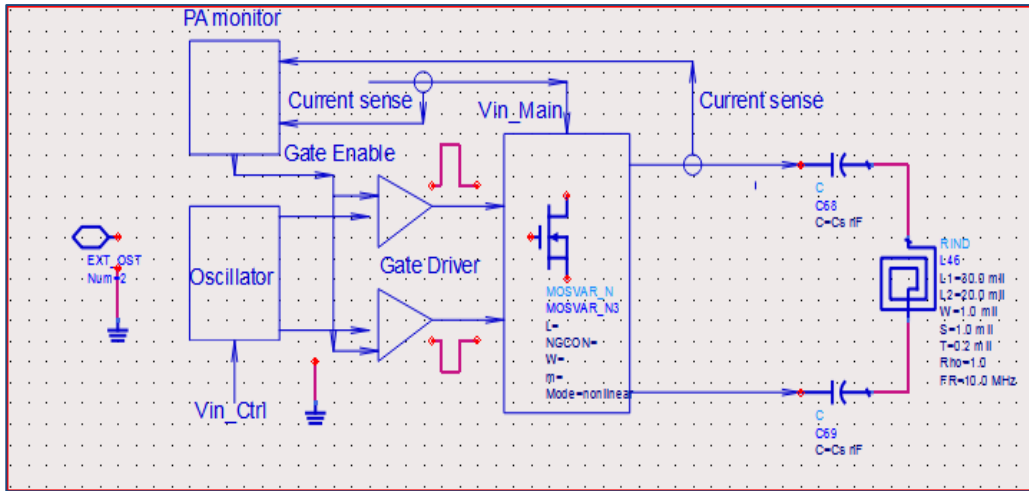 PA monitor
Current sense
Vin_Main
Current sense
Gate Enable
C
C68
C=Cs nF
EXT_OST
Num=2
Oscillator
Gate Driver
MOSVAR_N
MOSVAR_N3
L=
NGCON=
W=
m=
Mode=nonlinear
RIND
L46
L1=30.0 mil
L2=20.0 mil
W=1.0 mil
S=1.0 mil
T=0.2 mil
Rho=1.0
FR=10.0 MHz
Vin_Ctrl
C
C69
C=Cs nF